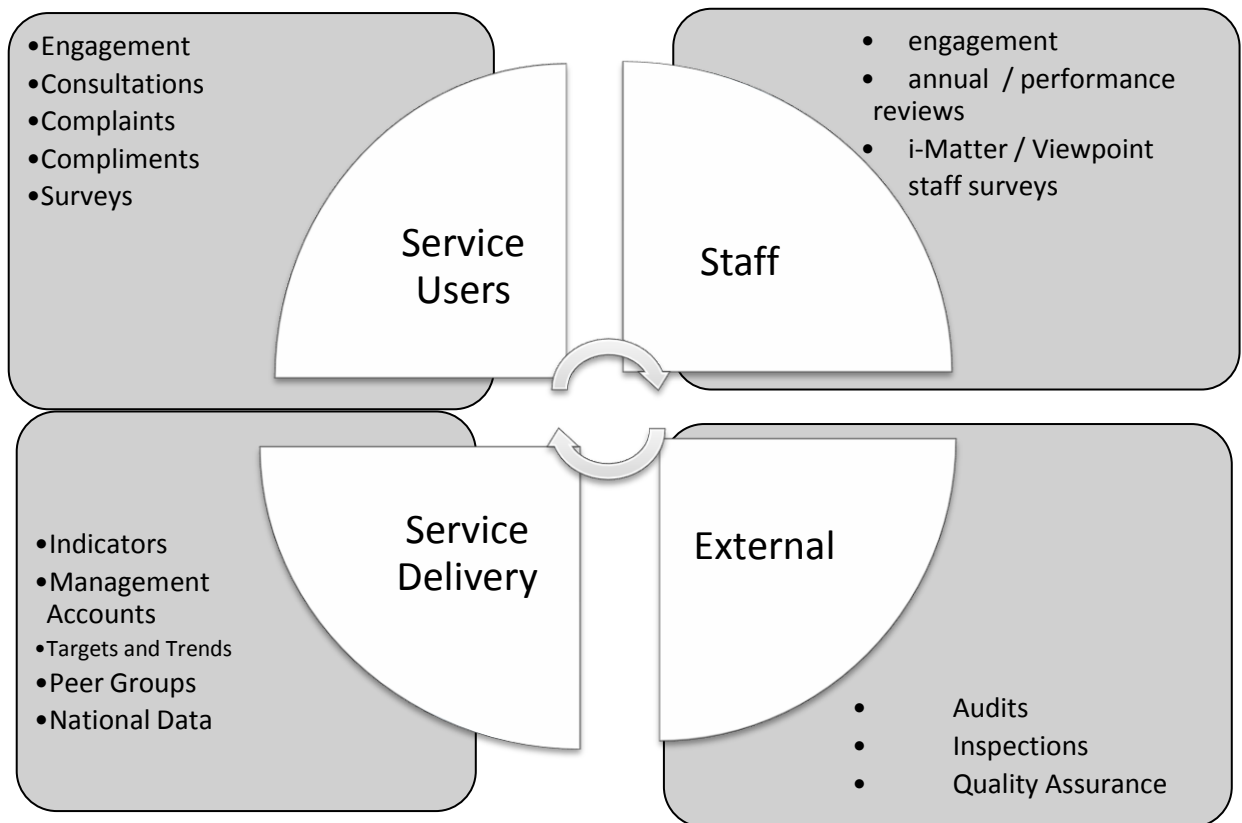 •Engagement
•Consultations
•Complaints
•Compliments
•Surveys
Service
Users
• engagement
• annual / performance
reviews
• i-Matter / Viewpoint
staff surveys
Staff
•Indicators
•Management
Accounts
•Targets and Trends
•Peer Groups
•National Data
Service
Delivery
External
• Audits
• Inspections
• Quality Assurance